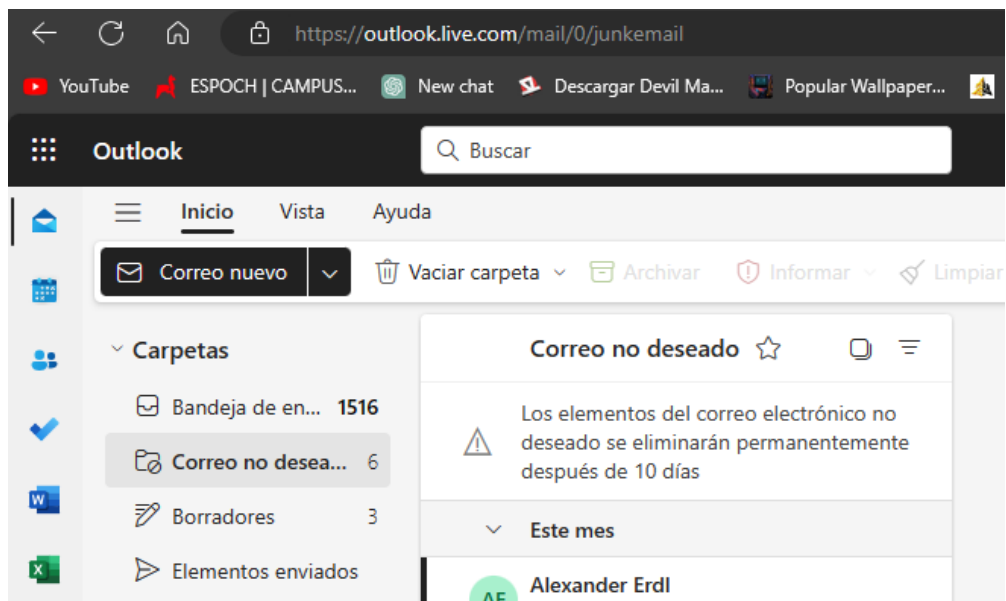 https://outlook.live.com/mail/0/junkemail
YouTube ESPOCH | CAMPUS... New chat Descargar Devil Ma... Popular Wallpaper...
Outlook Buscar
Inicio Vista Ayuda
Correo nuevo Vaciar carpeta Archivar Informar Limpiar
Carpetas
Bandeja de en... 1516
Correo no desea... 6
Borradores 3
Elementos enviados
Correo no deseado
Los elementos del correo electrónico no
deseado se eliminarán permanentemente
después de 10 días
Este mes
AE Alexander Erdl